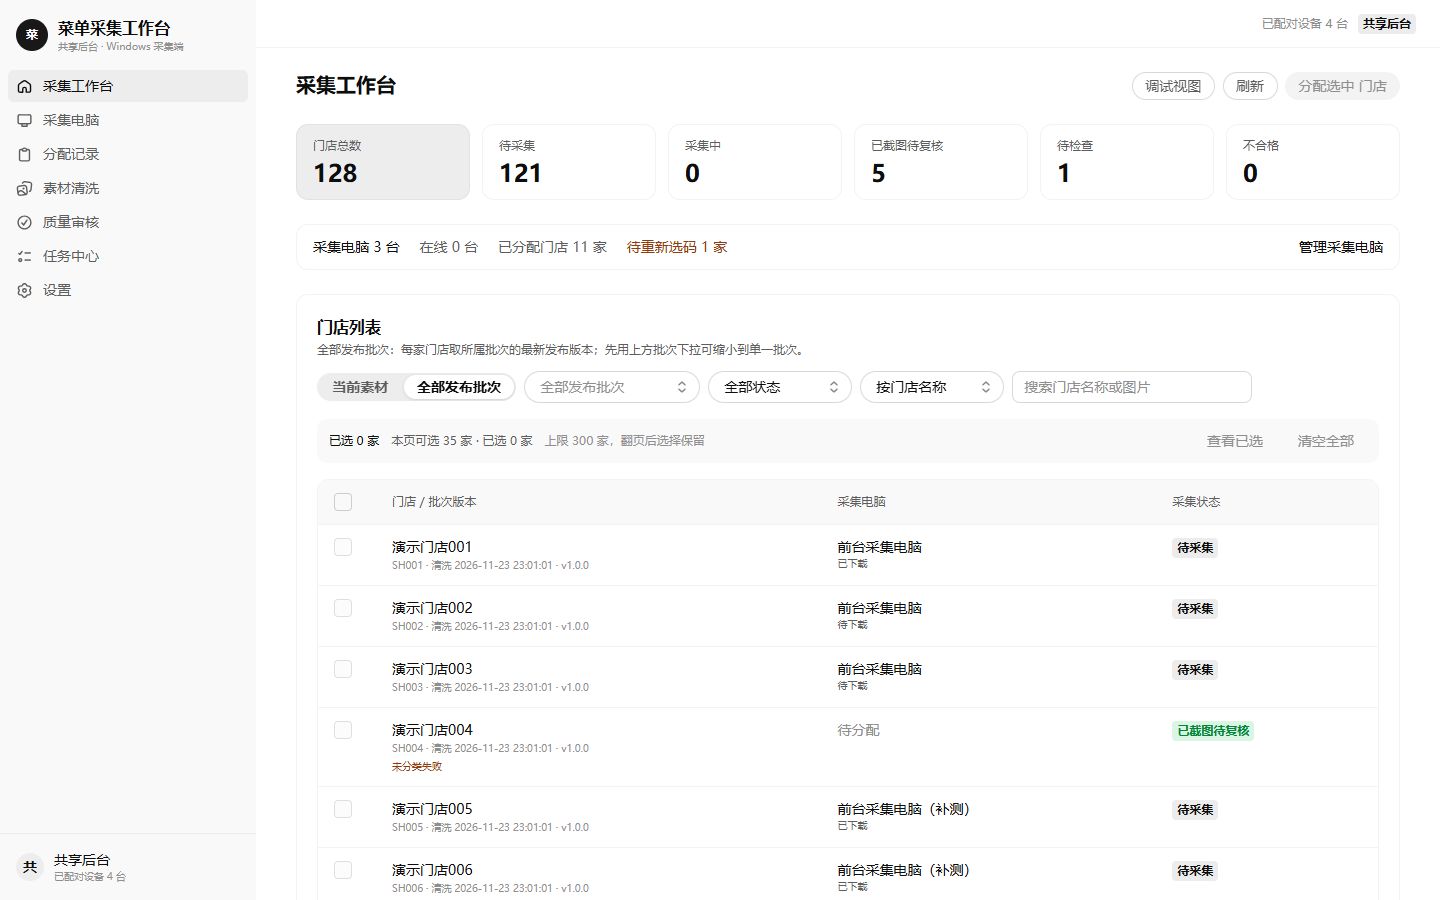 菜
菜单采集工作台
共享后台 · Windows 采集端
采集工作台
采集电脑
分配记录
素材清洗
质量审核
任务中心
设置
共
共享后台
已配对设备 4 台
已配对设备 4 台 共享后台
采集工作台
调试视图 刷新 分配选中 门店
门店总数 待采集 采集中 已截图待复核 待检查 不合格
128 121 0 5 1 0
采集电脑 3 台 在线 0 台 已分配门店 11 家 待重新选码 1 家 管理采集电脑
门店列表
全部发布批次；每家门店取所属批次的最新发布版本；先用上方批次下拉可缩小到单一批次。
当前素材 全部发布批次 全部发布批次 全部状态 按门店名称 搜索门店名称或图片
已选 0 家 本页可选 35 家 · 已选 0 家 上限 300 家，翻页后选择保留 查看已选 清空全部
门店 / 批次版本 采集电脑 采集状态
演示门店001 前台采集电脑 待采集
SH001 · 清洗 2026-11-23 23:01:01 · v1.0.0 已下载
演示门店002 前台采集电脑 待采集
SH002 · 清洗 2026-11-23 23:01:01 · v1.0.0 待下载
演示门店003 前台采集电脑 待采集
SH003 · 清洗 2026-11-23 23:01:01 · v1.0.0 待下载
演示门店004 待分配 已截图待复核
SH004 · 清洗 2026-11-23 23:01:01 · v1.0.0
未分类失败
演示门店005 前台采集电脑（补测） 待采集
SH005 · 清洗 2026-11-23 23:01:01 · v1.0.0 已下载
演示门店006 前台采集电脑（补测） 待采集
SH006 · 清洗 2026-11-23 23:01:01 · v1.0.0 已下载